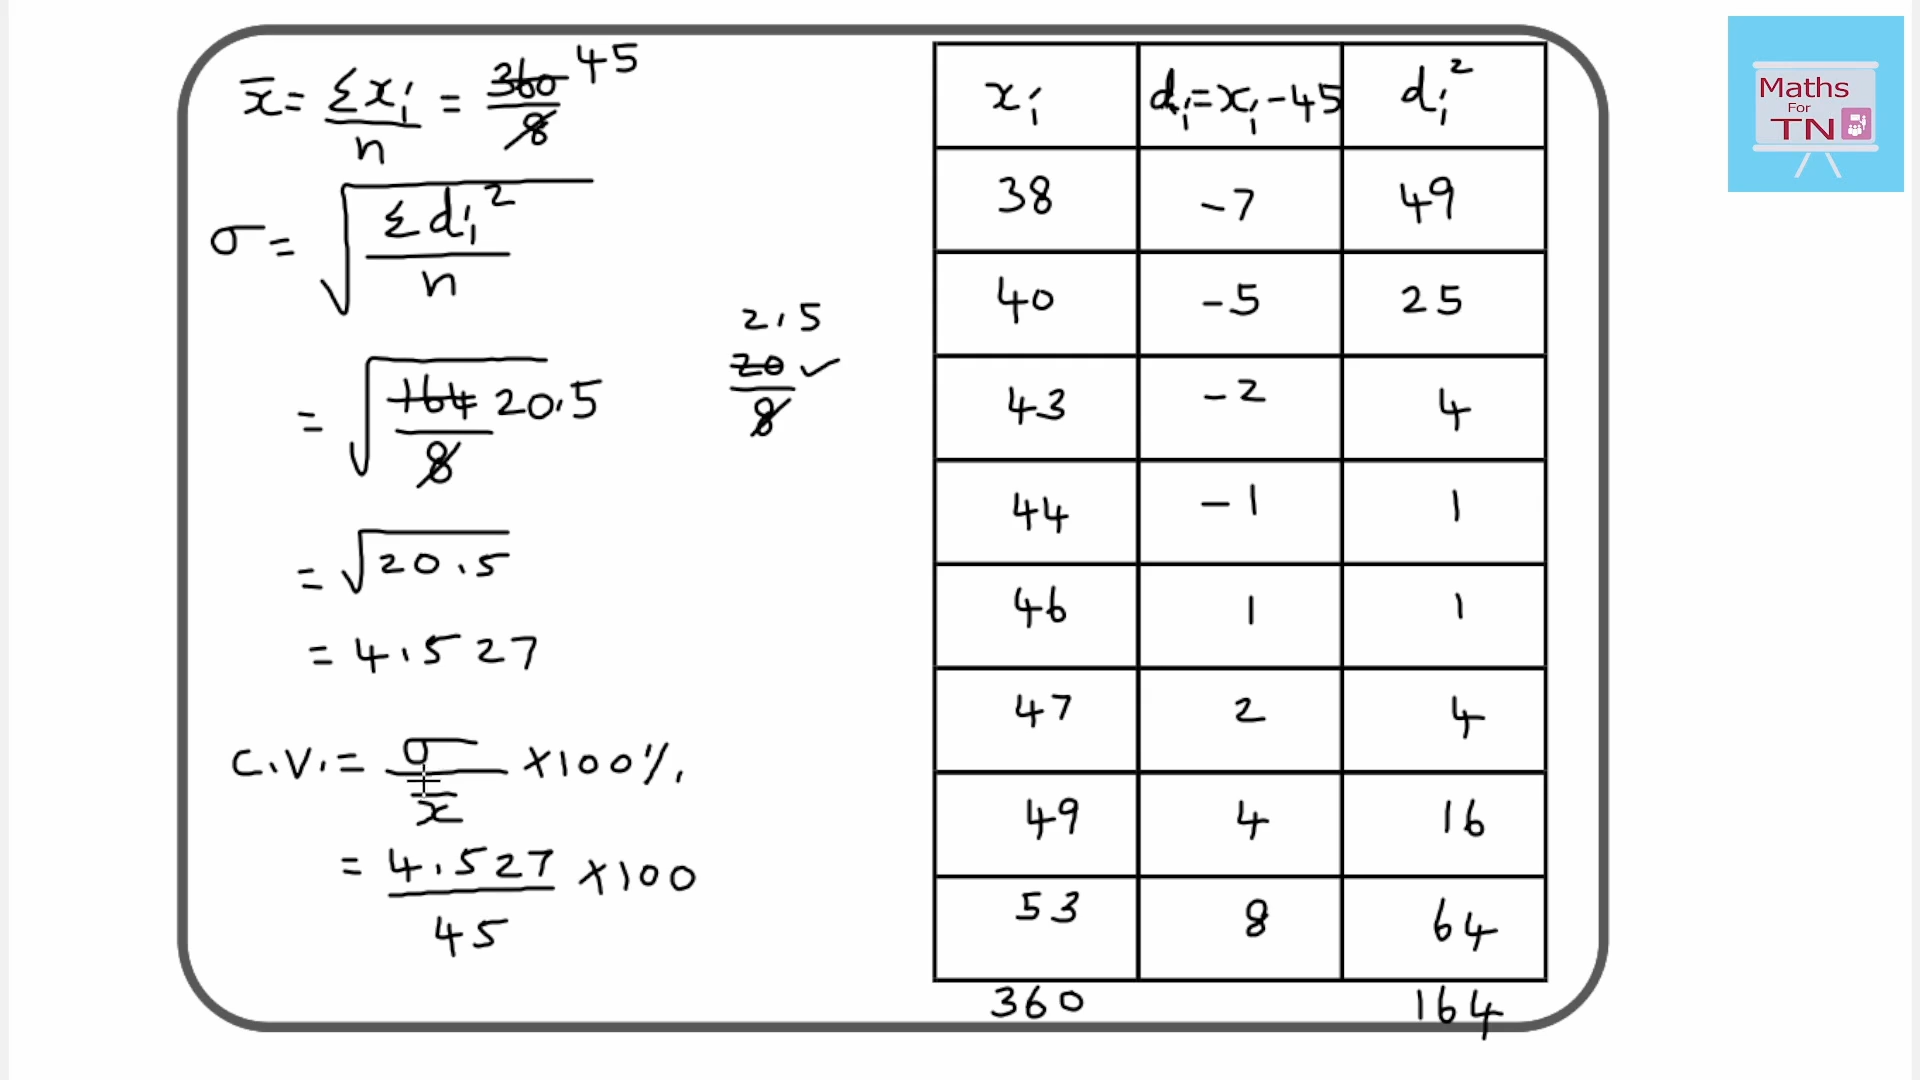 x̄ = Σxᵢ/n = 360/8 45
σ = √(Σdᵢ²/n)
= √(164/8) 20.5
2.5
20/8 ✓
= √20.5
= 4.527
C.V. = σ/x̄ ×100%
= 4.527/45 ×100
xᵢ dᵢ=xᵢ-45 dᵢ²
38 -7 49
40 -5 25
43 -2 4
44 -1 1
46 1 1
47 2 4
49 4 16
53 8 64
360 164
Maths
For
TN